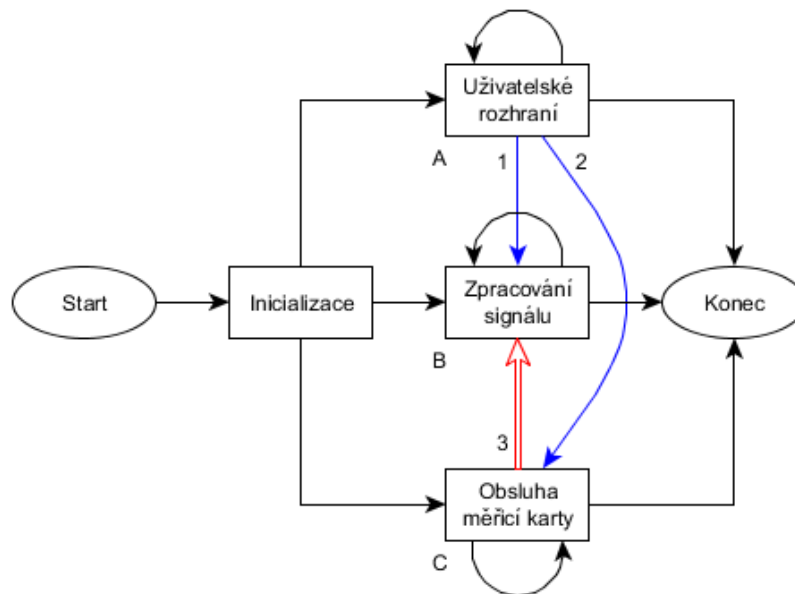 Uživatelské
rozhraní
A
1
2
Start
Inicializace
Zpracování
signálu
Konec
B
3
Obsluha
měřicí karty
C